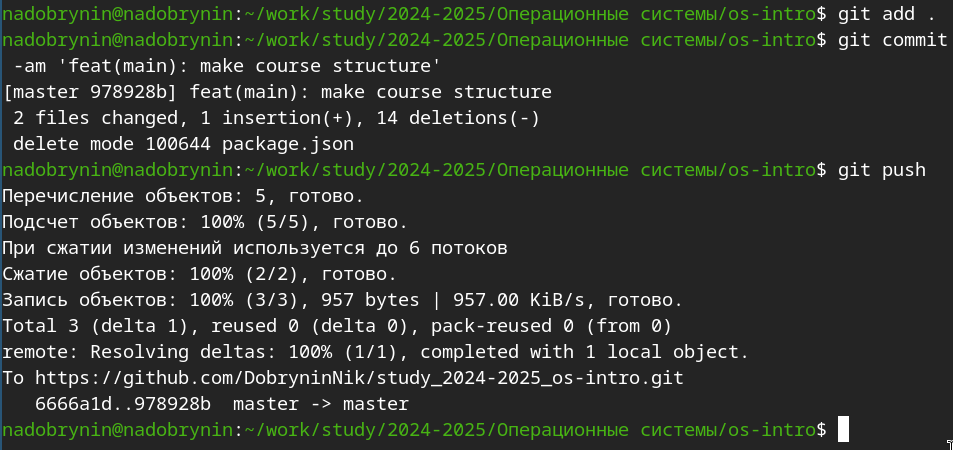 nadobrynin@nadobrynin:~/work/study/2024-2025/Операционные системы/os-intro$ git add .
nadobrynin@nadobrynin:~/work/study/2024-2025/Операционные системы/os-intro$ git commit
 -am 'feat(main): make course structure'
[master 978928b] feat(main): make course structure
 2 files changed, 1 insertion(+), 14 deletions(-)
 delete mode 100644 package.json
nadobrynin@nadobrynin:~/work/study/2024-2025/Операционные системы/os-intro$ git push
Перечисление объектов: 5, готово.
Подсчет объектов: 100% (5/5), готово.
При сжатии изменений используется до 6 потоков
Сжатие объектов: 100% (2/2), готово.
Запись объектов: 100% (3/3), 957 bytes | 957.00 KiB/s, готово.
Total 3 (delta 1), reused 0 (delta 0), pack-reused 0 (from 0)
remote: Resolving deltas: 100% (1/1), completed with 1 local object.
To https://github.com/DobryninNik/study_2024-2025_os-intro.git
   6666a1d..978928b  master -> master
nadobrynin@nadobrynin:~/work/study/2024-2025/Операционные системы/os-intro$